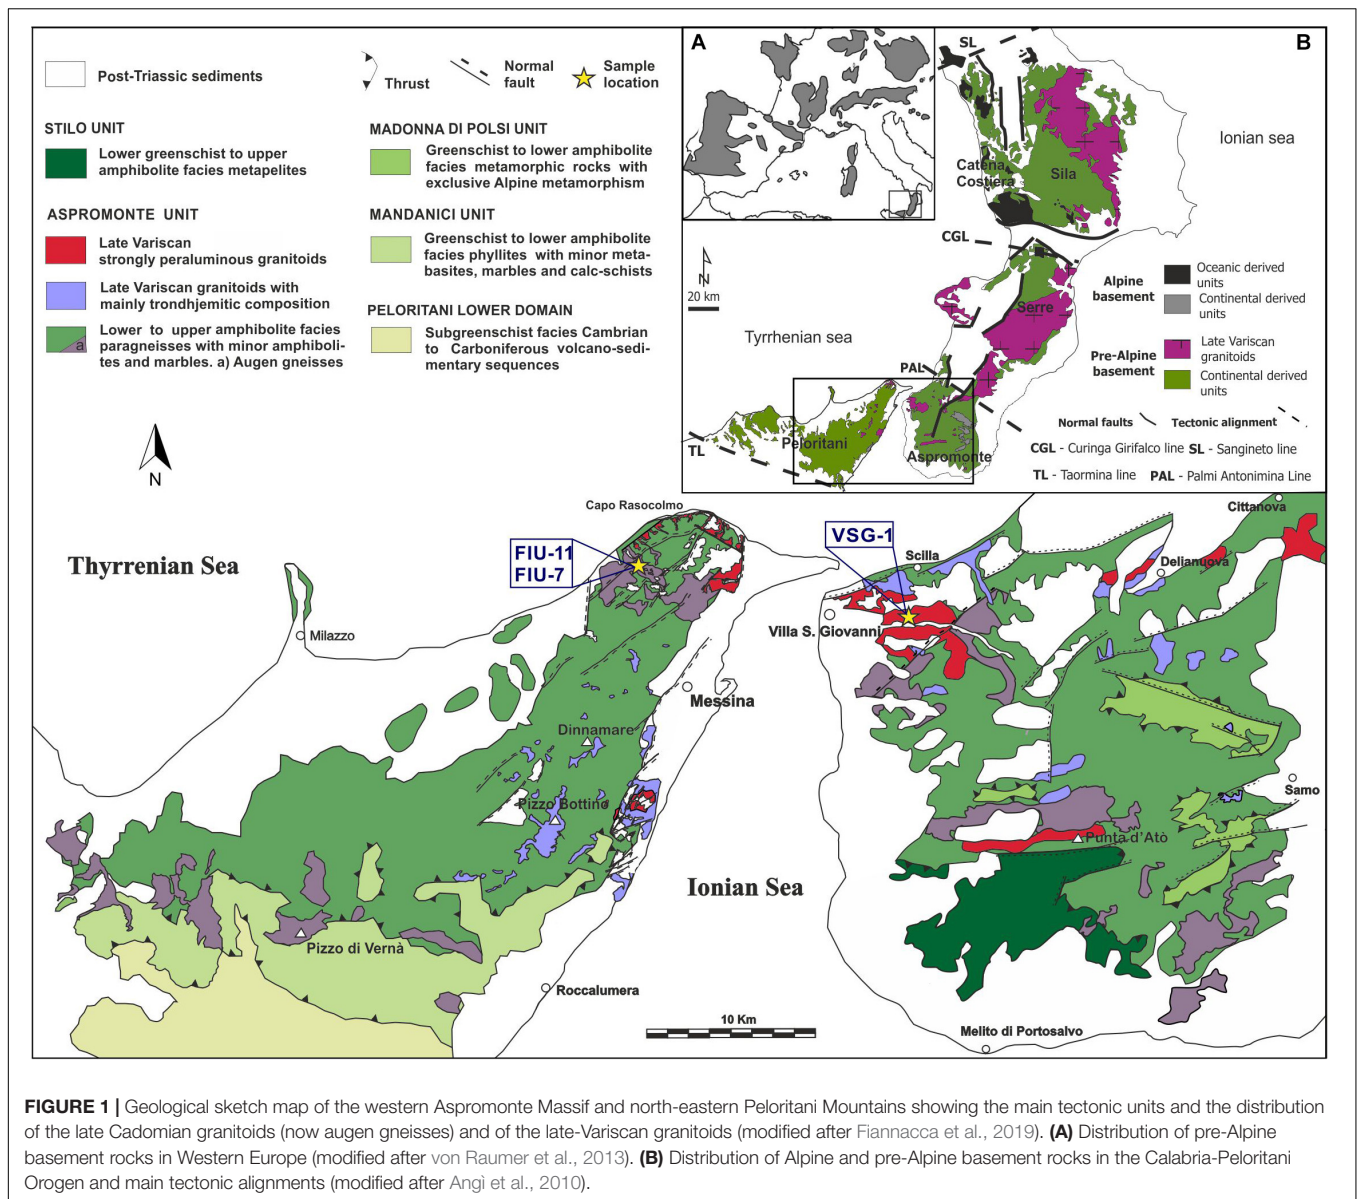 Post-Triassic sediments
Thrust
Normal
fault
Sample
location
STILO UNIT
Lower greenschist to upper
amphibolite facies metapelites
ASPROMONTE UNIT
Late Variscan
strongly peraluminous granitoids
Late Variscan granitoids with
mainly trondhjemitic composition
a
Lower to upper amphibolite facies
paragneisses with minor amphiboli-
tes and marbles. a) Augen gneisses
MADONNA DI POLSI UNIT
Greenschist to lower amphibolite
facies metamorphic rocks with
exclusive Alpine metamorphism
MANDANICI UNIT
Greenschist to lower amphibolite
facies phyllites with minor meta-
basites, marbles and calc-schists
PELORITANI LOWER DOMAIN
Subgreenschist facies Cambrian
to Carboniferous volcano-sedi-
mentary sequences
A
B
SL
Ionian sea
Catena
Costiera
Sila
CGL
N
20 km
Serre
Tyrrhenian sea
PAL
Peloritani
TL
Aspromonte
Alpine
basement
Oceanic derived
units
Continental derived
units
Pre-Alpine
basement
Late Variscan
granitoids
Continental derived
units
Normal faults
Tectonic alignment
CGL - Curinga Girifalco line SL - Sangineto line
TL - Taormina line PAL - Palmi Antonimina Line
N
Thyrrenian Sea
Capo Rasocolmo
FIU-11
FIU-7
VSG-1
Scilla
Cittanova
Delianuova
Milazzo
Villa S. Giovanni
Messina
Dinnamare
Pizzo Bottino
Samo
Punta d'Atò
Ionian Sea
Pizzo di Vernà
Roccalumera
10 Km
Melito di Portosalvo
FIGURE 1 | Geological sketch map of the western Aspromonte Massif and north-eastern Peloritani Mountains showing the main tectonic units and the distribution
of the late Cadomian granitoids (now augen gneisses) and of the late-Variscan granitoids (modified after Fiannacca et al., 2019). (A) Distribution of pre-Alpine
basement rocks in Western Europe (modified after von Raumer et al., 2013). (B) Distribution of Alpine and pre-Alpine basement rocks in the Calabria-Peloritani
Orogen and main tectonic alignments (modified after Angì et al., 2010).